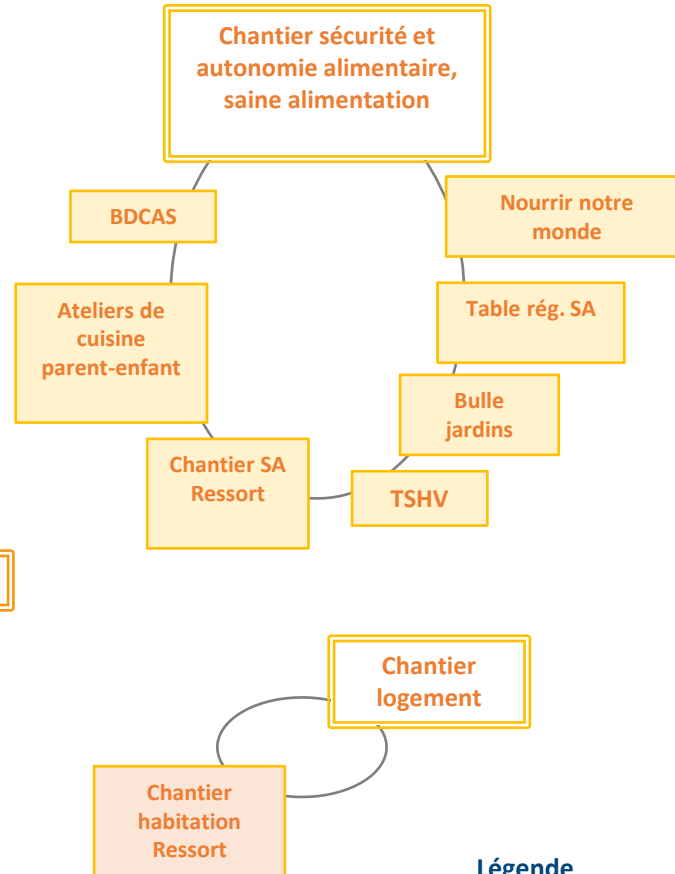 Chantier sécurité et
autonomie alimentaire,
saine alimentation
BDCAS
Nourrir notre
monde
Ateliers de
cuisine
parent-enfant
Table rég. SA
Bulle
jardins
Chantier SA
Ressort
TSHV
Chantier
logement
Chantier
habitation
Ressort
Légende